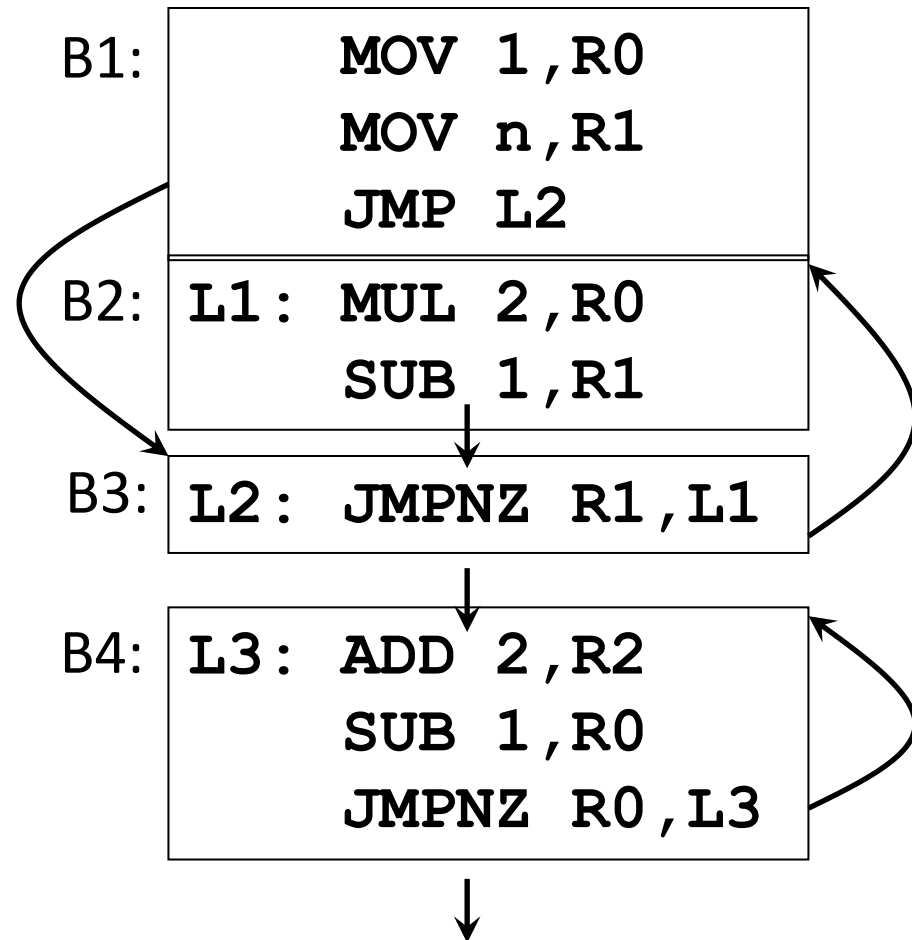 B1: MOV 1,R0
MOV n,R1
JMP L2
B2: L1: MUL 2,R0
SUB 1,R1
B3: L2: JMPNZ R1,L1
B4: L3: ADD 2,R2
SUB 1,R0
JMPNZ R0,L3